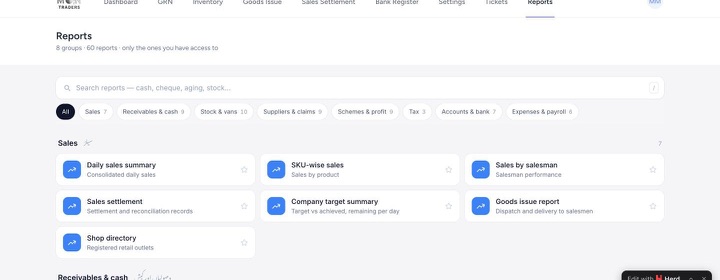 TRADERS
Dashboard GRN Inventory Goods Issue Sales Settlement Bank Register Settings Tickets Reports MM
Reports
8 groups · 60 reports · only the ones you have access to
Search reports — cash, cheque, aging, stock... /
All Sales 7 Receivables & cash 9 Stock & vans 10 Suppliers & claims 9 Schemes & profit 9 Tax 3 Accounts & bank 7 Expenses & payroll 6
Sales 7
Daily sales summary
Consolidated daily sales
SKU-wise sales
Sales by product
Sales by salesman
Salesman performance
Sales settlement
Settlement and reconciliation records
Company target summary
Target vs achieved, remaining per day
Goods issue report
Dispatch and delivery to salesmen
Shop directory
Registered retail outlets
Receivables & cash
Edit with Herd